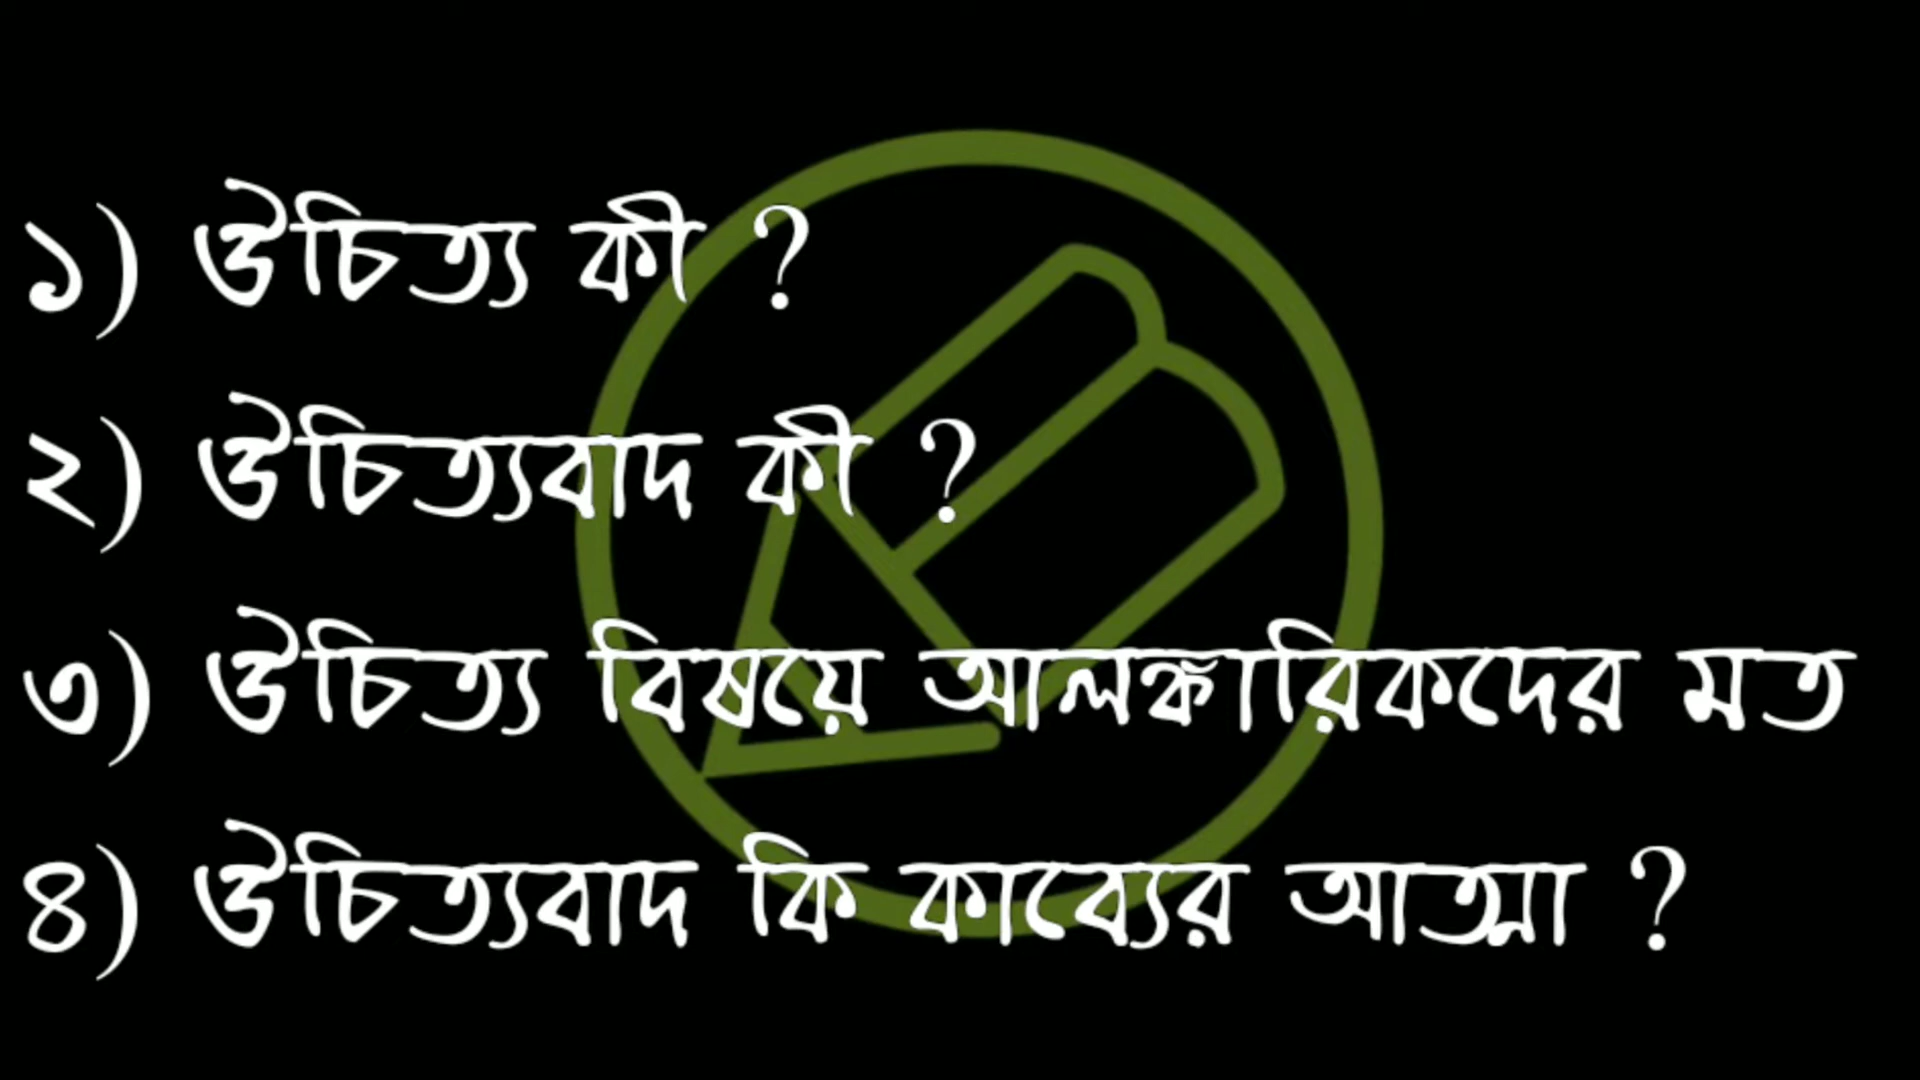 ১) ঔচিত্য কী ?
২) ঔচিত্যবাদ কী ?
৩) ঔচিত্য বিষয়ে আলঙ্কারিকদের মত
৪) ঔচিত্যবাদ কি কাব্যের আত্মা ?